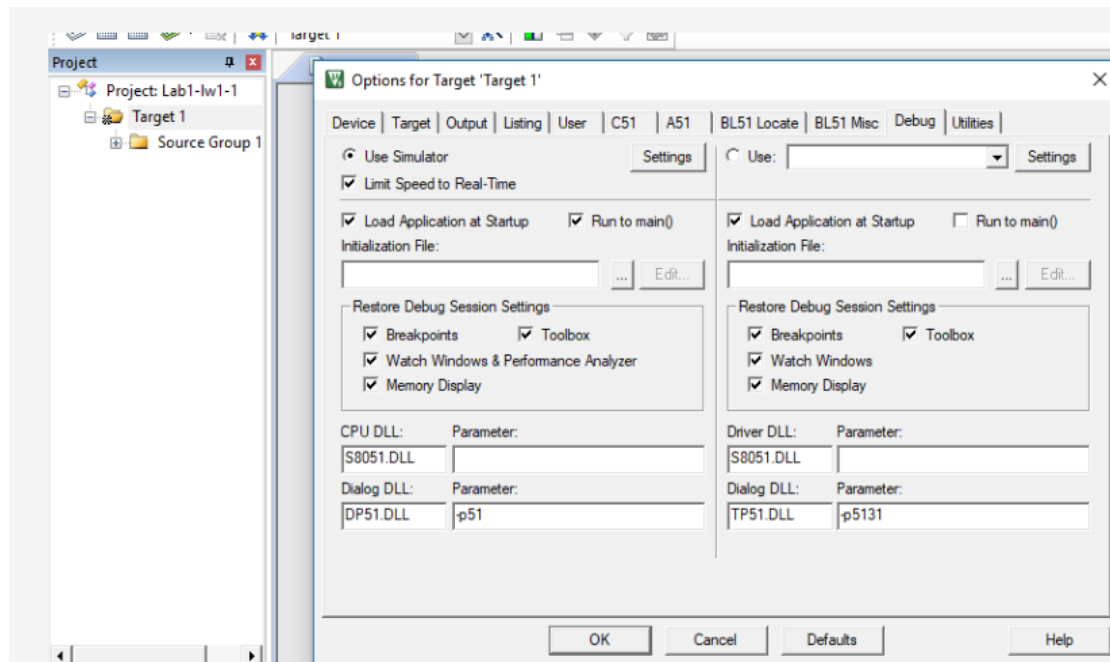 Target 1
Project
Project: Lab1-lw1-1
Target 1
Source Group 1
Options for Target 'Target 1'
Device Target Output Listing User C51 A51 BL51 Locate BL51 Misc Debug Utilities
Use Simulator Settings Use: Settings
Limit Speed to Real-Time
Load Application at Startup Run to main() Load Application at Startup Run to main()
Initialization File: Initialization File:
... Edit... ... Edit...
Restore Debug Session Settings Restore Debug Session Settings
Breakpoints Toolbox Breakpoints Toolbox
Watch Windows & Performance Analyzer Watch Windows
Memory Display Memory Display
CPU DLL: Parameter: Driver DLL: Parameter:
S8051.DLL S8051.DLL
Dialog DLL: Parameter: Dialog DLL: Parameter:
DP51.DLL -p51 TP51.DLL -p5131
OK Cancel Defaults Help